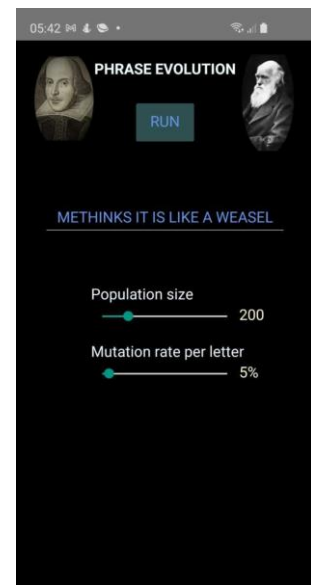 05:42
PHRASE EVOLUTION
RUN
METHINKS IT IS LIKE A WEASEL
Population size
200
Mutation rate per letter
5%